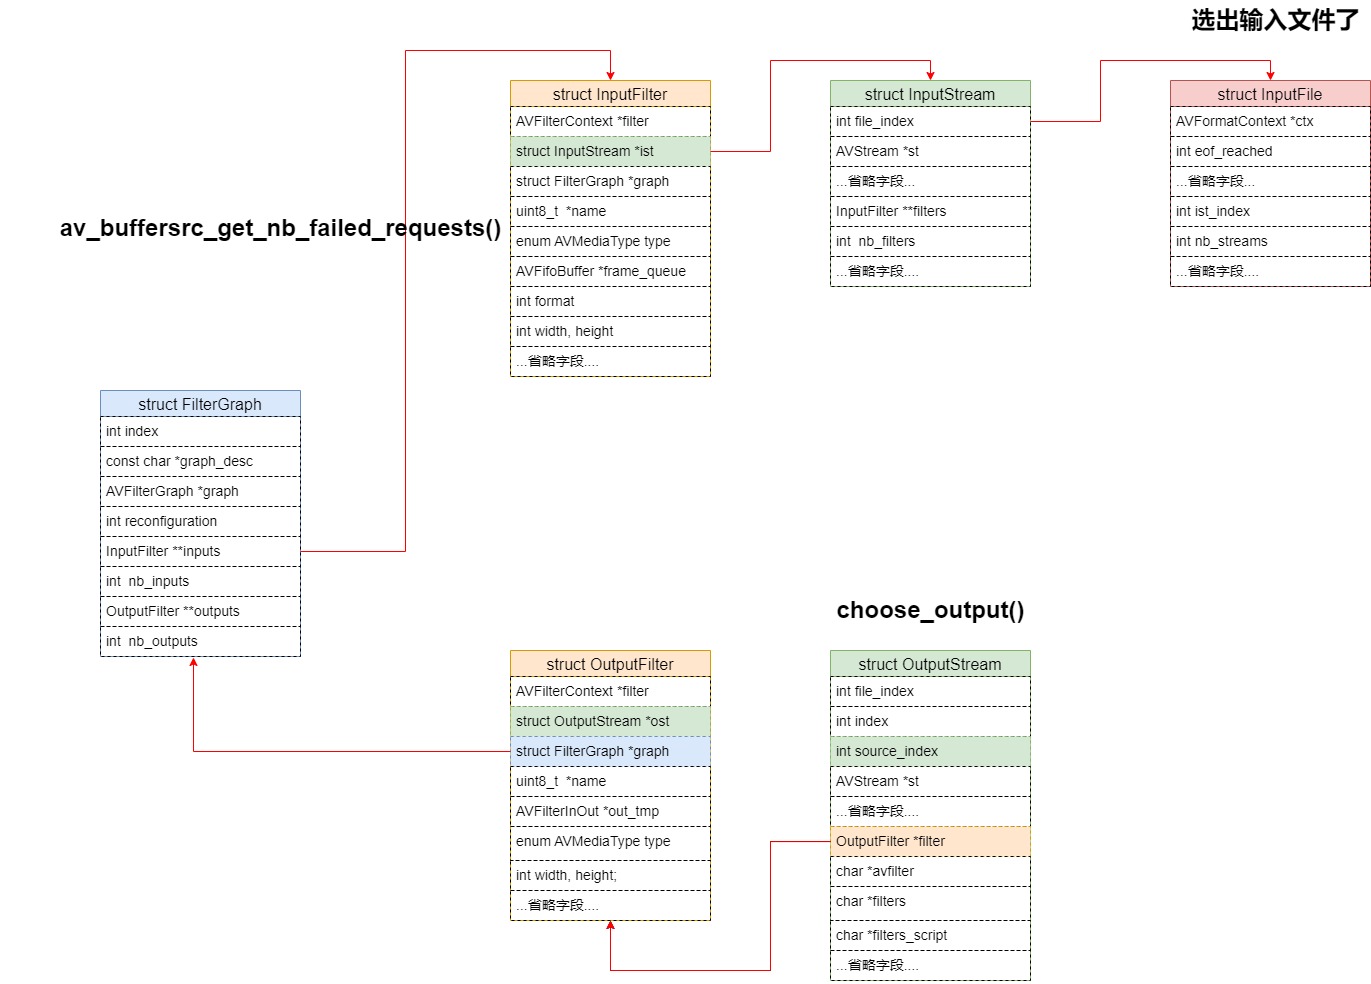 选出输入文件了
struct InputFilter
AVFilterContext *filter
struct InputStream *ist
struct FilterGraph *graph
uint8_t  *name
enum AVMediaType type
AVFifoBuffer *frame_queue
int format
int width, height
...省略字段....
struct InputStream
int file_index
AVStream *st
...省略字段...
InputFilter **filters
int  nb_filters
...省略字段....
struct InputFile
AVFormatContext *ctx
int eof_reached
...省略字段...
int ist_index
int nb_streams
...省略字段....
av_buffersrc_get_nb_failed_requests()
struct FilterGraph
int index
const char *graph_desc
AVFilterGraph *graph
int reconfiguration
InputFilter **inputs
int  nb_inputs
OutputFilter **outputs
int  nb_outputs
choose_output()
struct OutputFilter
AVFilterContext *filter
struct OutputStream *ost
struct FilterGraph *graph
uint8_t  *name
AVFilterInOut *out_tmp
enum AVMediaType type
int width, height;
...省略字段....
struct OutputStream
int file_index
int index
int source_index
AVStream *st
...省略字段....
OutputFilter *filter
char *avfilter
char *filters
char *filters_script
...省略字段....